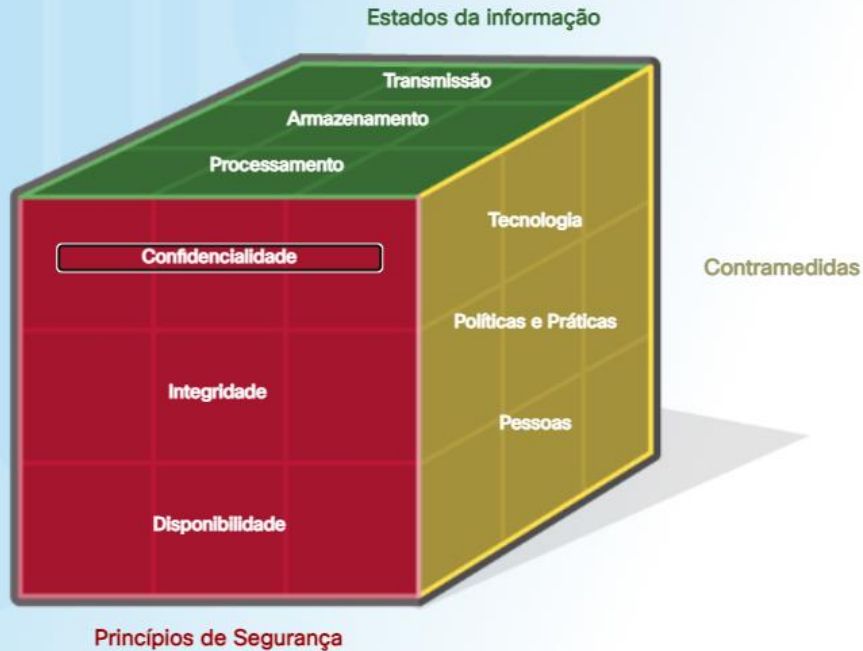 Estados da informação
Transmissão
Armazenamento
Processamento
Confidencialidade
Integridade
Disponibilidade
Tecnologia
Políticas e Práticas
Pessoas
Contramedidas
Princípios de Segurança